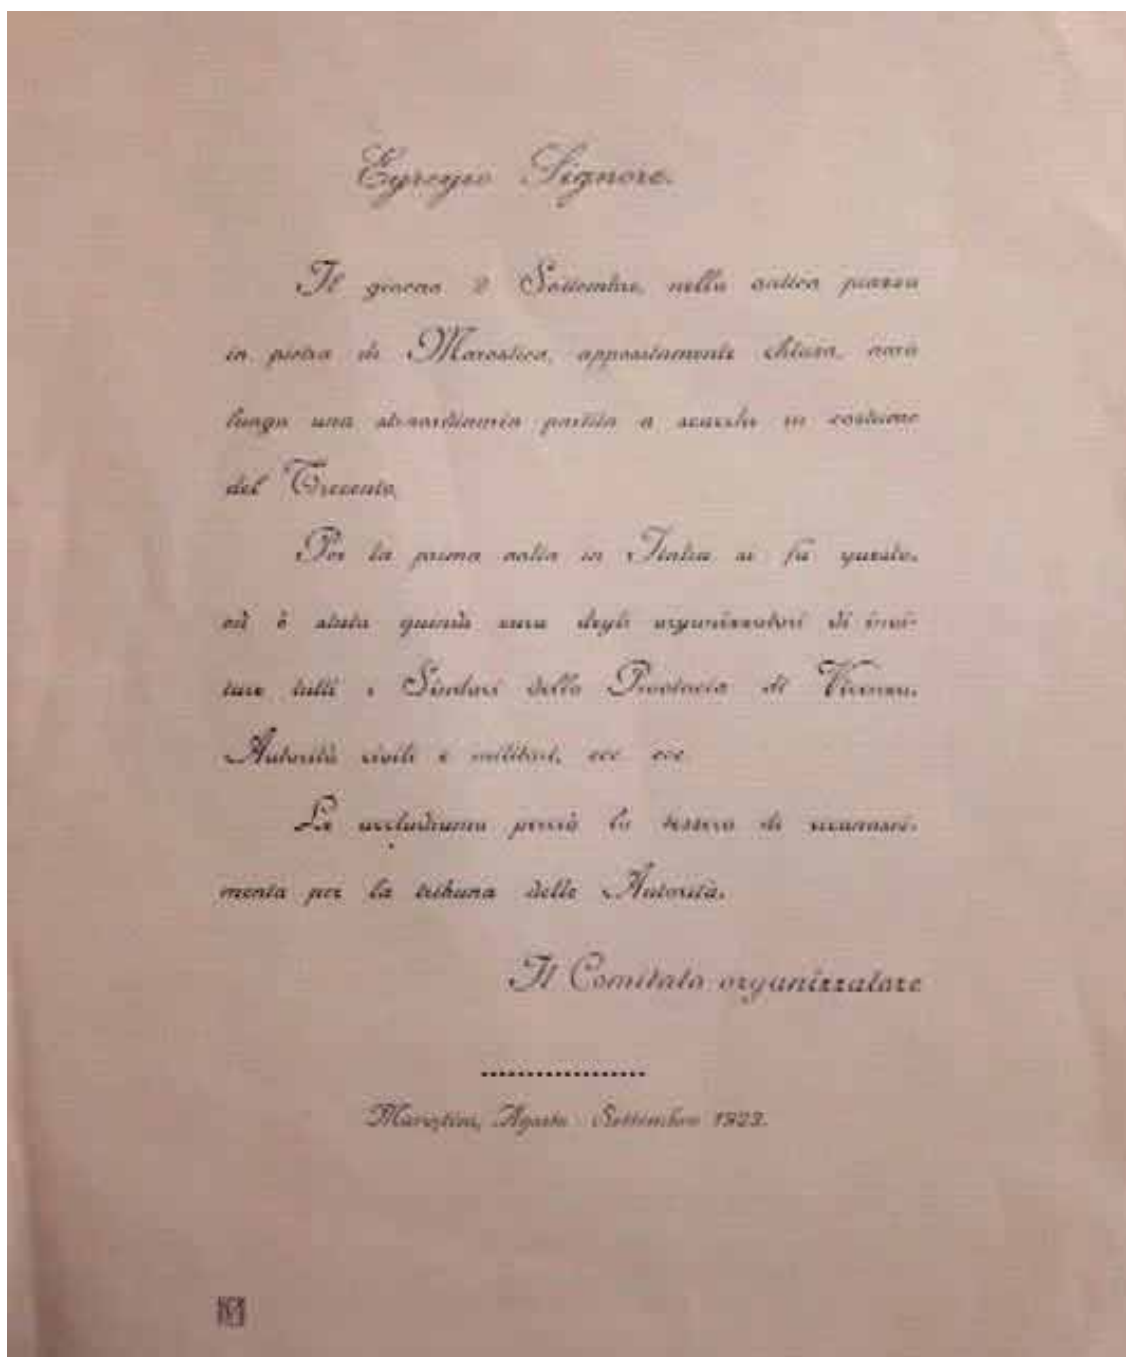 Egregio Signore.
Il giorno 2 Settembre, nella antica piazza
in pietra di Marostica, appositamente chiusa, avrà
luogo una straordinaria partita a scacchi in costume
del Trecento.
Per la prima volta in Italia si fa questo,
ed è stata quindi cura degli organizzatori di invi-
tare tutti i Sindaci della Provincia di Vicenza,
Autorità civili e militari, ecc. ecc.
Le accludiamo perciò la tessera di riconosci-
mento per la tribuna delle Autorità.
Il Comitato organizzatore
Marostica, Agosto - Settembre 1923.